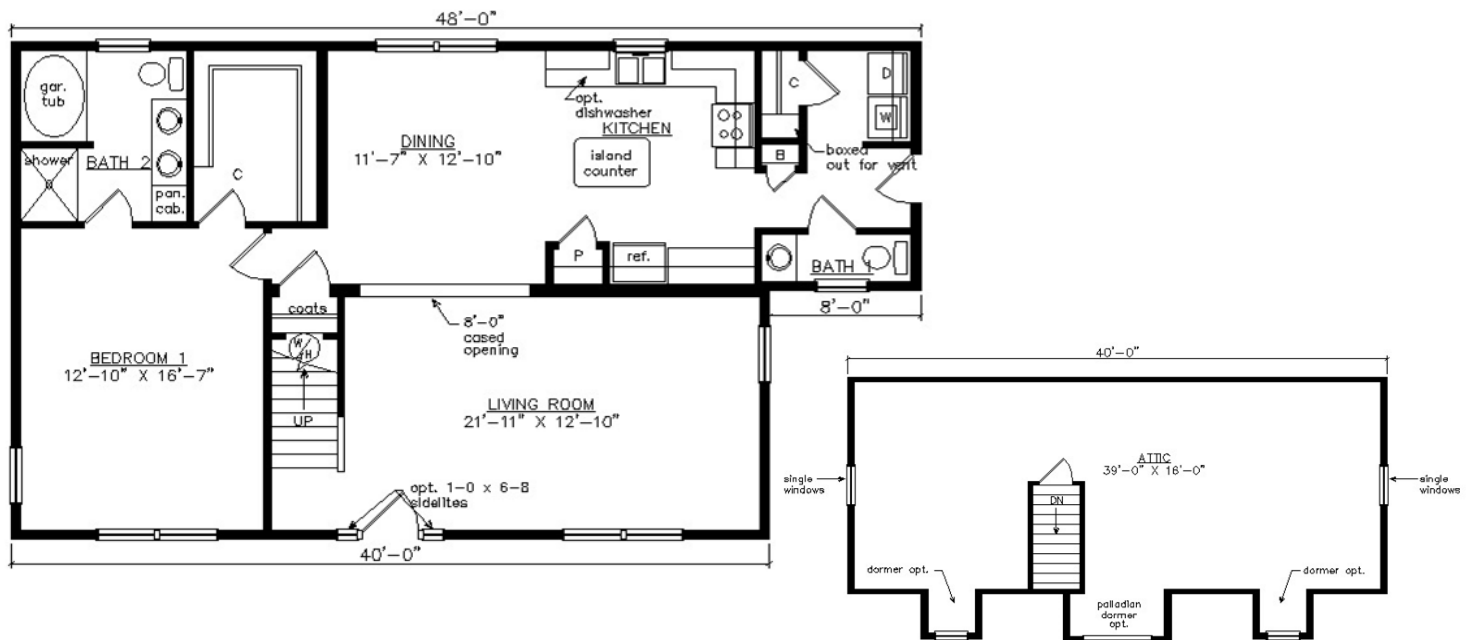 48'-0"
gar.
tub
shower
BATH 2
pan.
cab.
C
DINING
11'-7" X 12'-10"
opt.
dishwasher
KITCHEN
island
counter
P
ref.
C
D
W
B
boxed
out for vent
BATH 1
8'-0"
coats
8'-0"
cased
opening
W
H
UP
BEDROOM 1
12'-10" X 16'-7"
LIVING ROOM
21'-11" X 12'-10"
opt. 1-0 x 6-8
sidelites
40'-0"
40'-0"
ATTIC
39'-0" X 16'-0"
single
windows
single
windows
DN
dormer opt.
dormer opt.
palladian
dormer
opt.